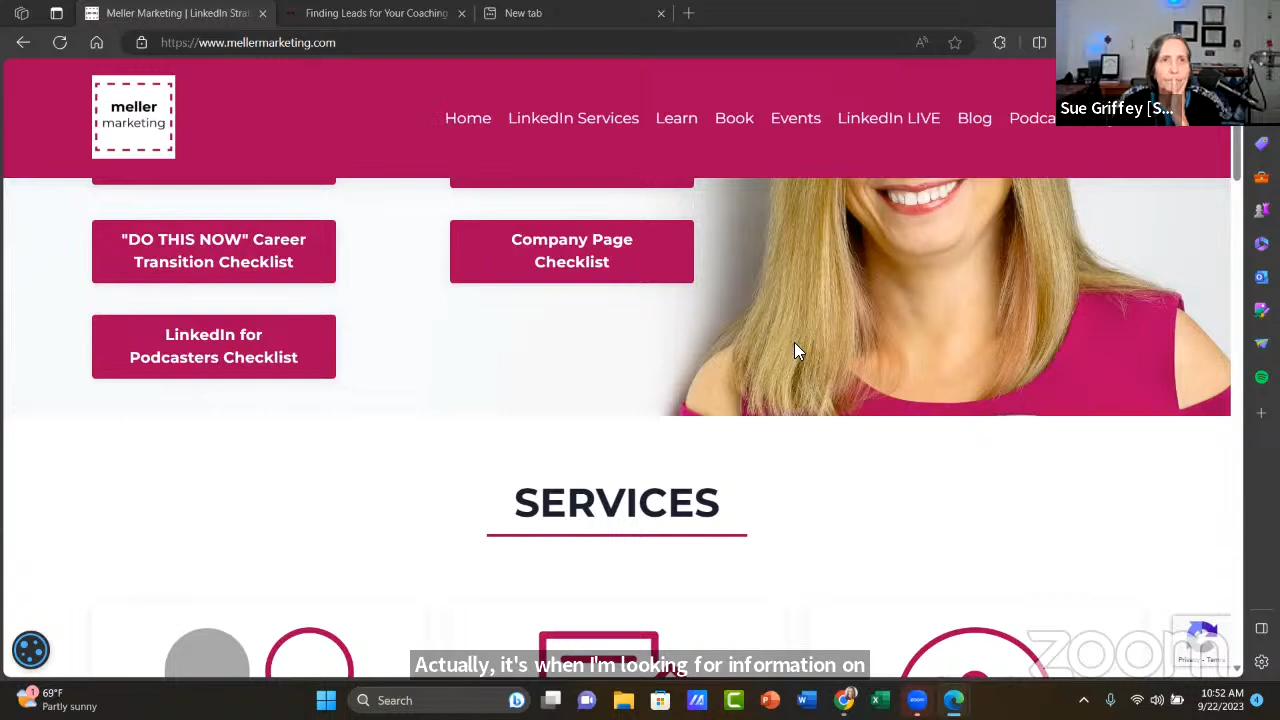 LinkedIn Stra
Finding Leads for Your Coaching
New tab
https://www.mellermarketing.com
Sue Griffey [S...
meller
marketing
Home LinkedIn Services Learn Book Events LinkedIn LIVE Blog
"DO THIS NOW" Career
Transition Checklist
Company Page
Checklist
LinkedIn for
Podcasters Checklist
SERVICES
zoom
Privacy - Terms
Actually, it's when I'm looking for information on
69°F
Partly sunny
Search
10:52 AM
9/22/2023